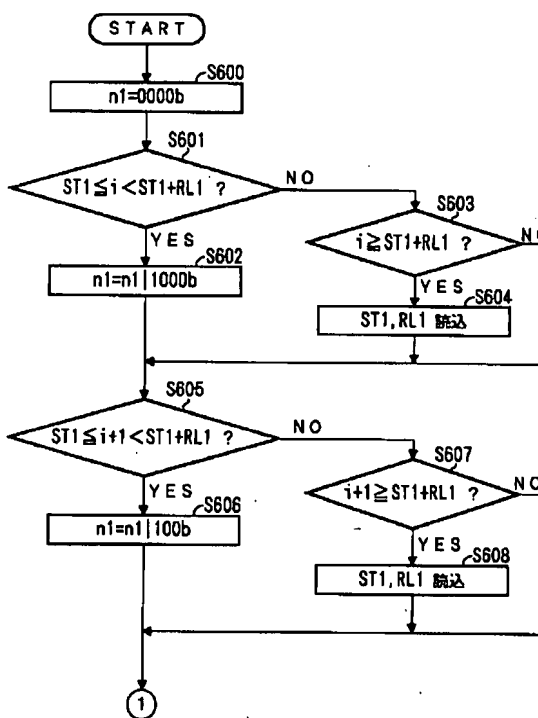 START
S600
n1=0000b
S601
ST1≦i<ST1+RL1 ?
NO
YES
S602
n1=n1|1000b
S603
i≧ST1+RL1 ?
NO
YES
S604
ST1,RL1 読込
S605
ST1≦i+1<ST1+RL1 ?
NO
YES
S606
n1=n1|100b
S607
i+1≧ST1+RL1 ?
NO
YES
S608
ST1,RL1 読込
1